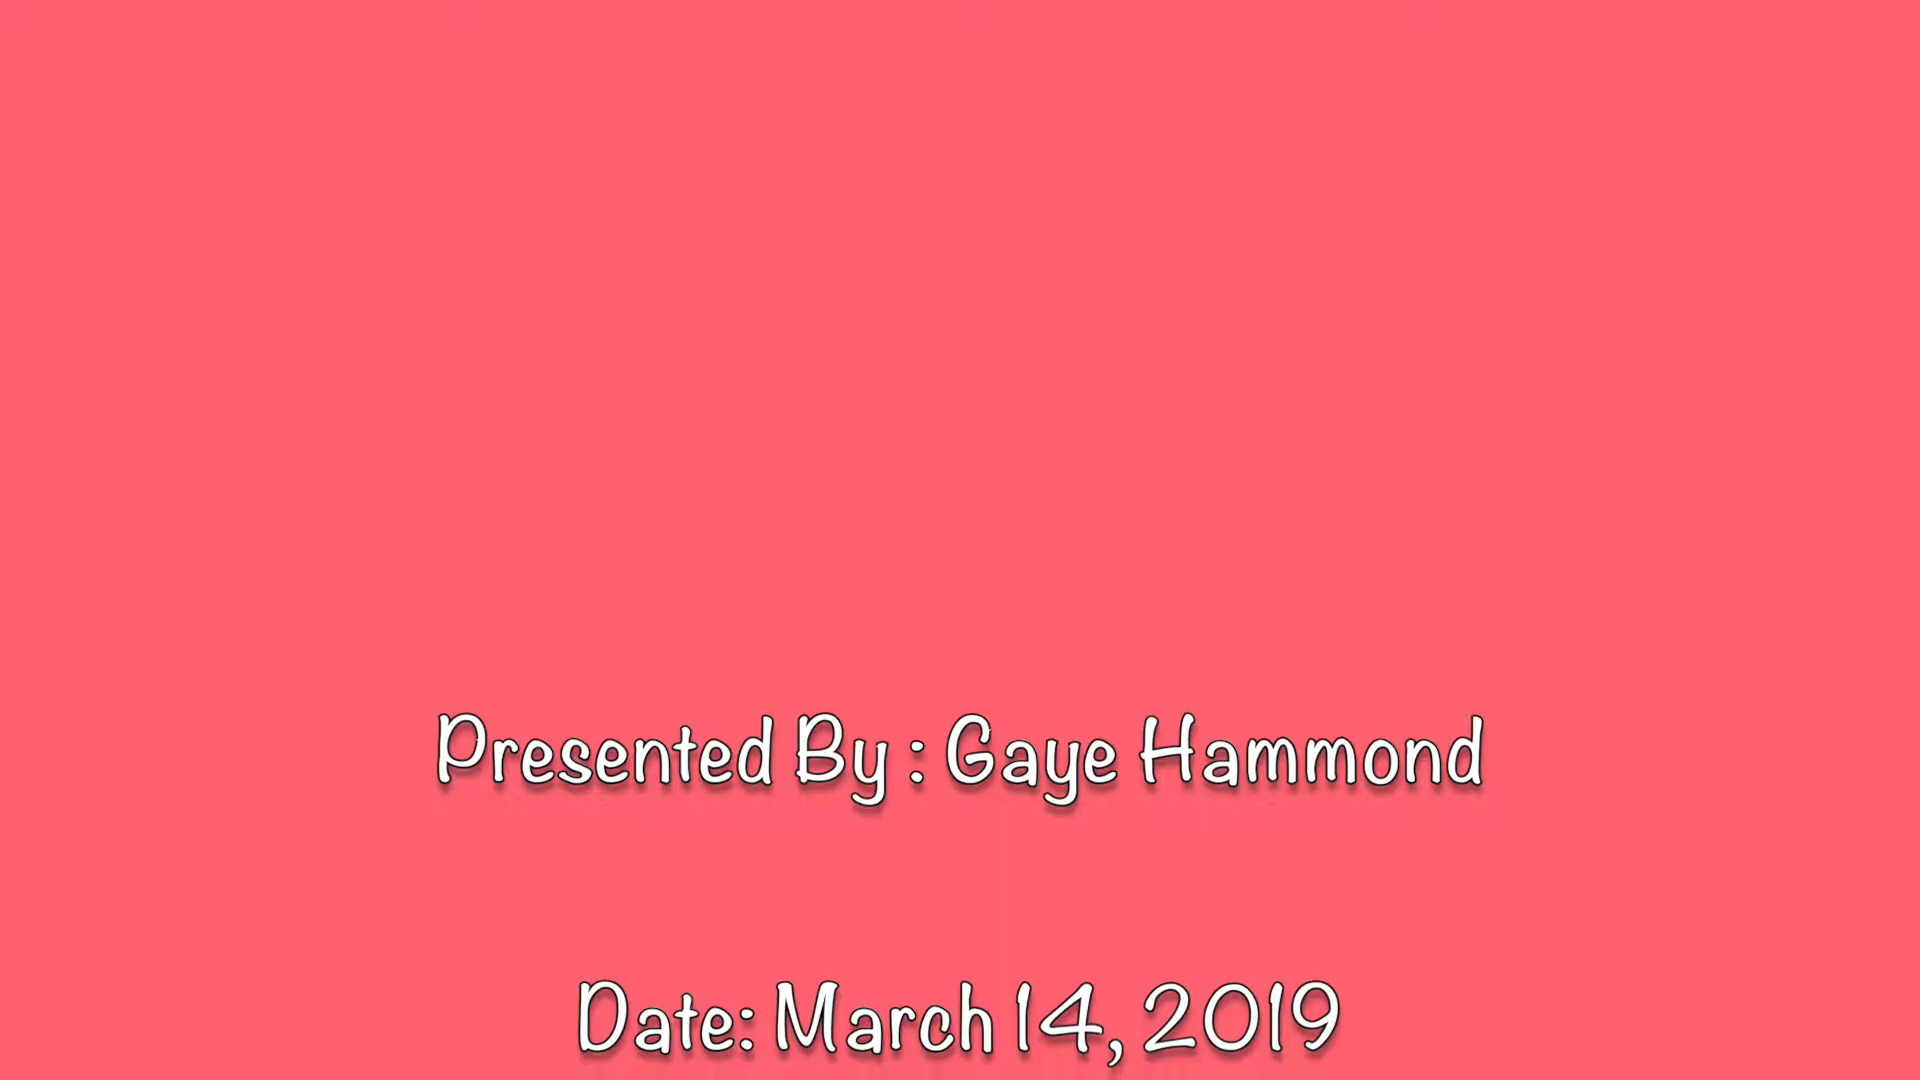 Presented By : Gaye Hammond
Date: March 14, 2019